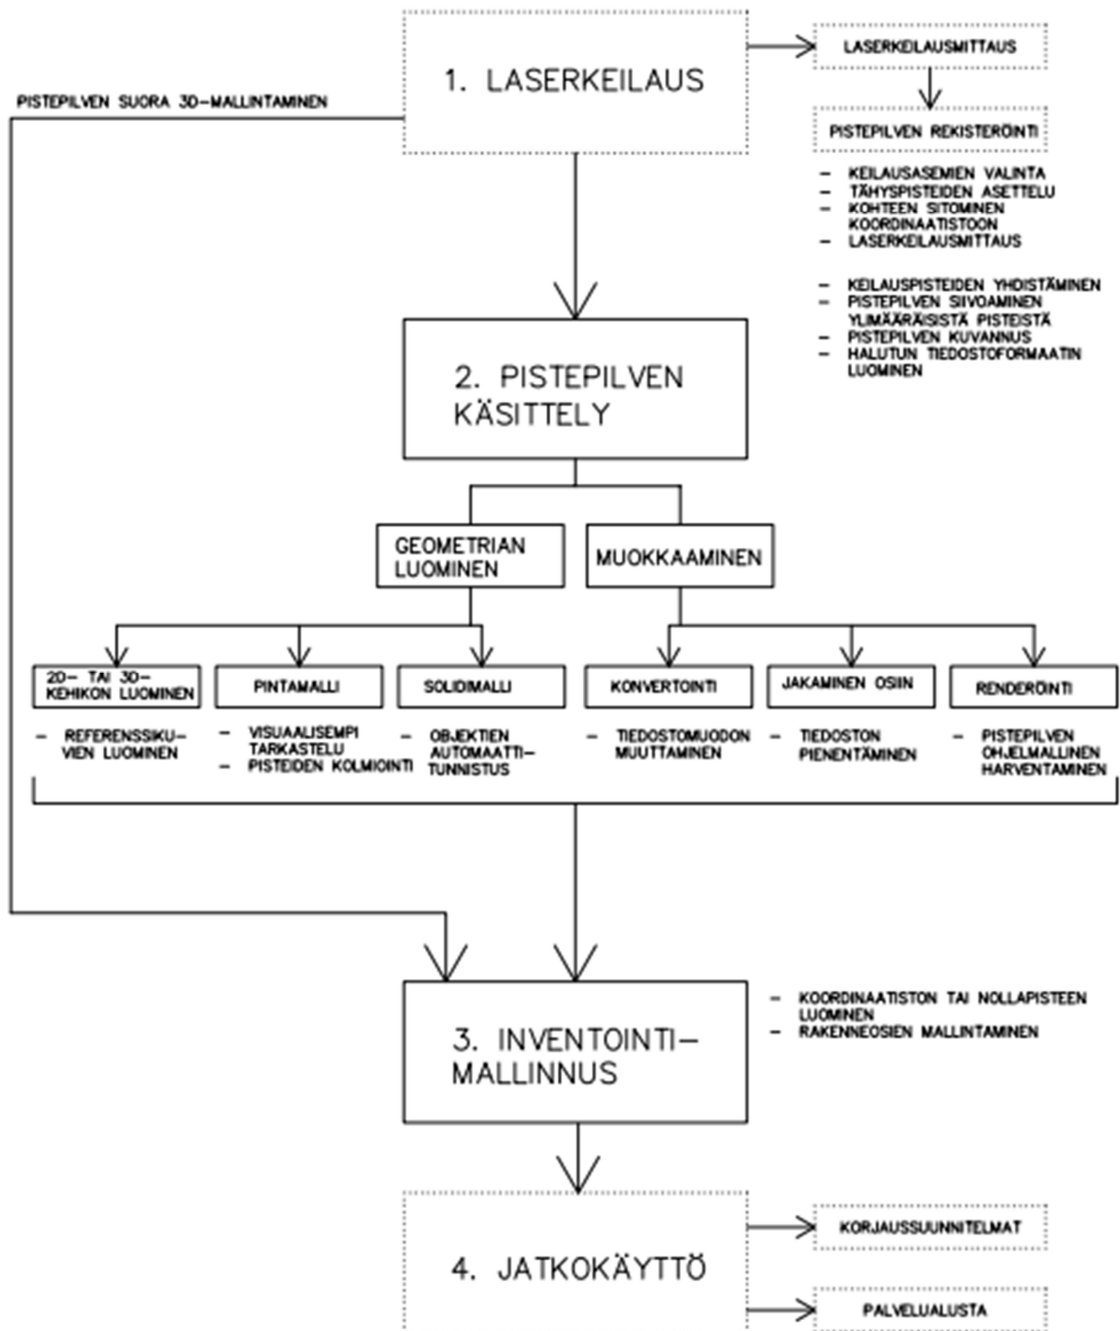 1. LASERKEILAUS
LASERKEILAUSMITTAUS
PISTEPILVEN SUORA 3D-MALLINTAMINEN
PISTEPILVEN REKISTERÖINTI
- KEILAUSASEMIEN VALINTA
- TÄHYSPISTEIDEN ASETTELU
- KOHTEEN SITOMINEN
KOORDINAATISTOON
- LASERKEILAUSMITTAUS
- KEILAUSPISTEIDEN YHDISTÄMINEN
- PISTEPILVEN SIIVOAMINEN
YLIMÄÄRÄISISTÄ PISTEISTÄ
- PISTEPILVEN KUVANNUS
- HALUTUN TIEDOSTOFORMAATIN
LUOMINEN
2. PISTEPILVEN
KÄSITTELY
GEOMETRIAN
LUOMINEN
MUOKKAAMINEN
2D- TAI 3D-
KEHIKON LUOMINEN
- REFERENSSIKU-
VIEN LUOMINEN
PINTAMALLI
- VISUAALISEMPI
TARKASTELU
- PISTEIDEN KOLMIOINTI
SOLIDIMALLI
- OBJEKTIEN
AUTOMAATTI-
TUNNISTUS
KONVERTOINTI
- TIEDOSTOMUODON
MUUTTAMINEN
JAKAMINEN OSIIN
- TIEDOSTON
PIENENTÄMINEN
RENDERÖINTI
- PISTEPILVEN
OHJELMALLINEN
HARVENTAMINEN
3. INVENTOINTI-
MALLINNUS
- KOORDINAATISTON TAI NOLLAPISTEEN
LUOMINEN
- RAKENNEOSIEN MALLINTAMINEN
4. JATKOKÄYTTÖ
KORJAUSSUUNNITELMAT
PALVELUALUSTA